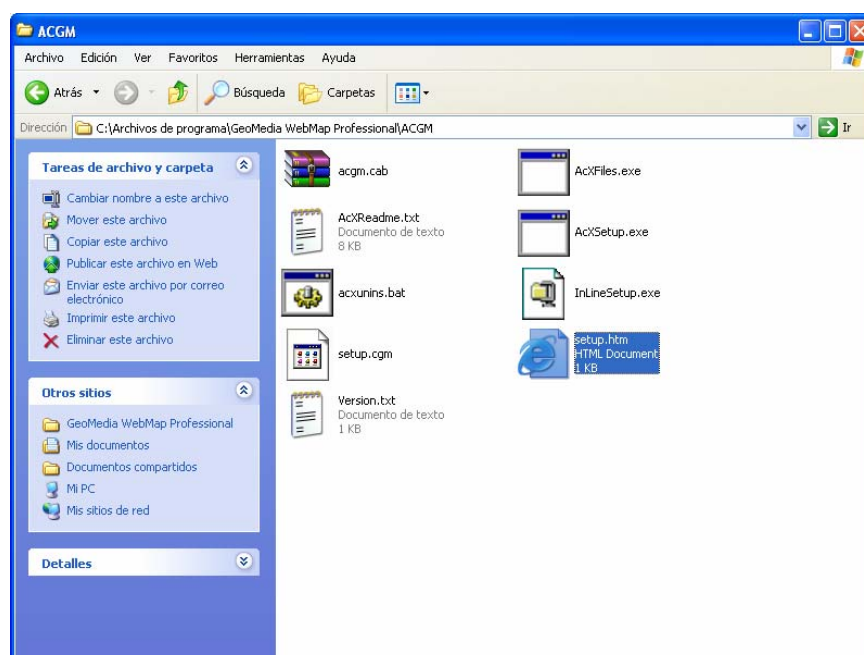 ACGM
Archivo Edición Ver Favoritos Herramientas Ayuda
Atrás Búsqueda Carpetas
Dirección C:\Archivos de programa\GeoMedia WebMap Professional\ACGM Ir
Tareas de archivo y carpeta
Cambiar nombre a este archivo
Mover este archivo
Copiar este archivo
Publicar este archivo en Web
Enviar este archivo por correo
electrónico
Imprimir este archivo
Eliminar este archivo
Otros sitios
GeoMedia WebMap Professional
Mis documentos
Documentos compartidos
Mi PC
Mis sitios de red
Detalles
acgm.cab
AcXFiles.exe
AcXReadme.txt
Documento de texto
8 KB
AcXSetup.exe
acxunins.bat
InLineSetup.exe
setup.cgm
setup.htm
HTML Document
1 KB
Version.txt
Documento de texto
1 KB